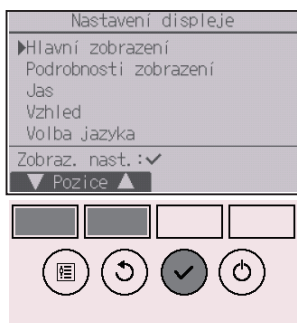 Nastavení displeje
▶Hlavní zobrazení
Podrobnosti zobrazení
Jas
Vzhled
Volba jazyka
Zobraz. nast.:✓
▼ Pozice ▲